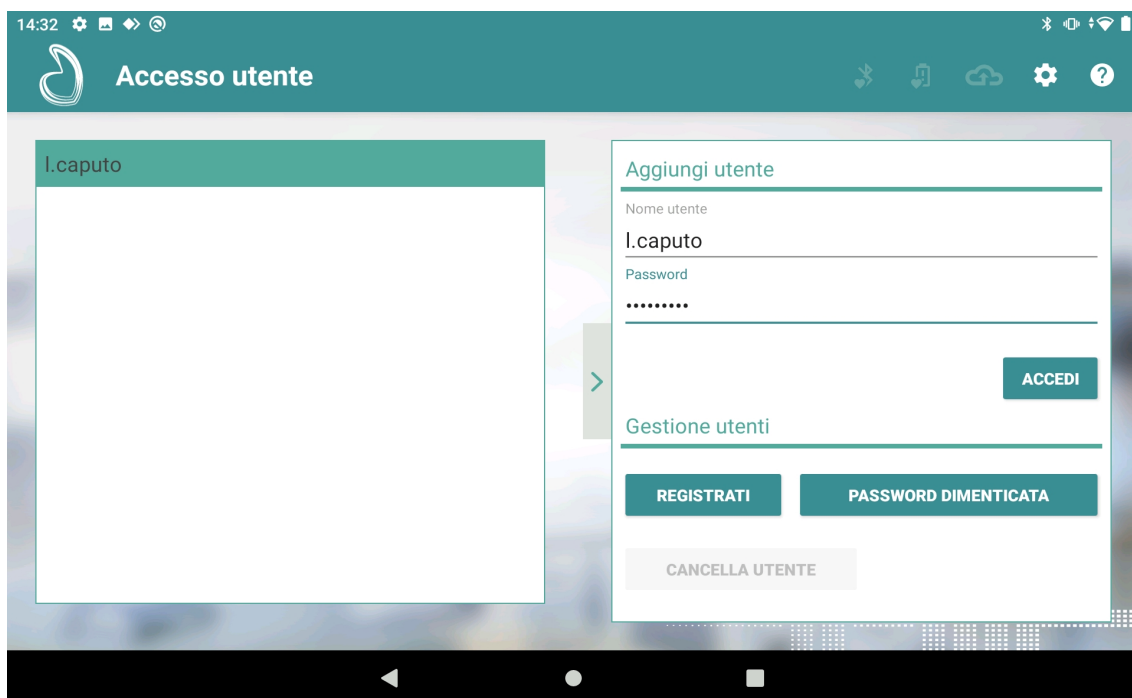 14:32
Accesso utente
l.caputo
Aggiungi utente
Nome utente
l.caputo
Password
•••••••••
ACCEDI
Gestione utenti
REGISTRATI
PASSWORD DIMENTICATA
CANCELLA UTENTE